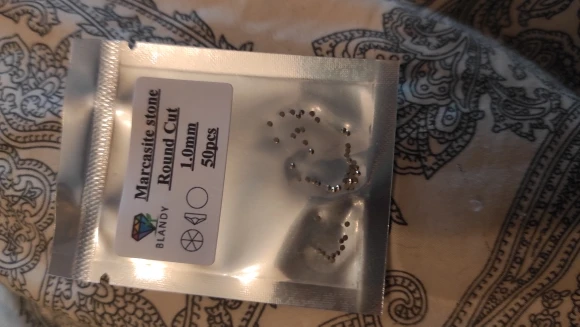 Marcasite stone
Round Cut
1.0mm
50pcs
BLANDY